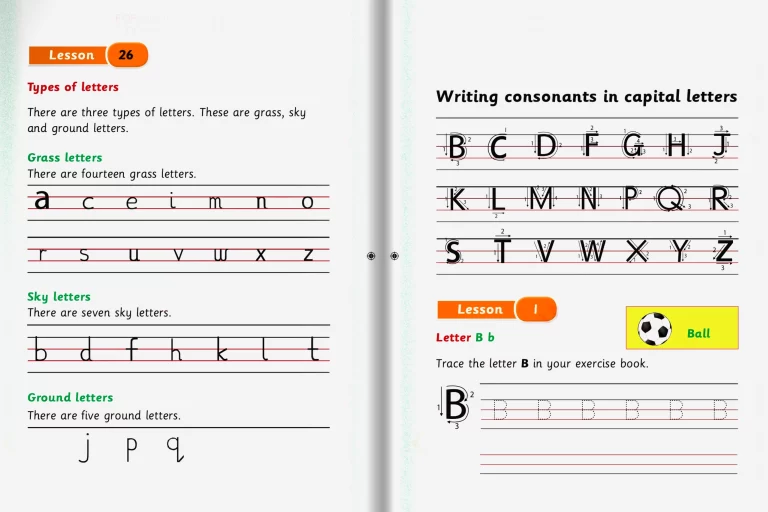 Lesson 26
Types of letters
There are three types of letters. These are grass, sky
and ground letters.
Grass letters
There are fourteen grass letters.
a c e i m n o
r s u v w x z
Sky letters
There are seven sky letters.
b d f h k l t
Ground letters
There are five ground letters.
j p q
Writing consonants in capital letters
B C D F G H J
K L M N P Q R
S T V W X Y Z
Lesson 1
Ball
Letter B b
Trace the letter B in your exercise book.
B B B B B B B